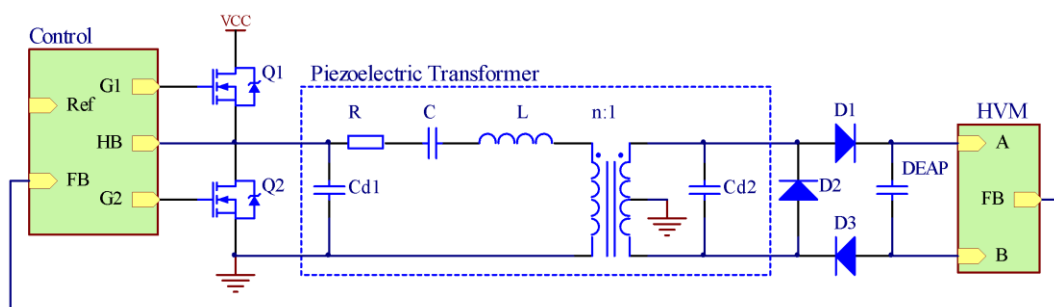 VCC
Control
G1
Q1
Ref
HB
FB
G2
Q2
Piezoelectric Transformer
R
C
L
n:1
Cd1
Cd2
D1
D2
D3
DEAP
HVM
A
FB
B